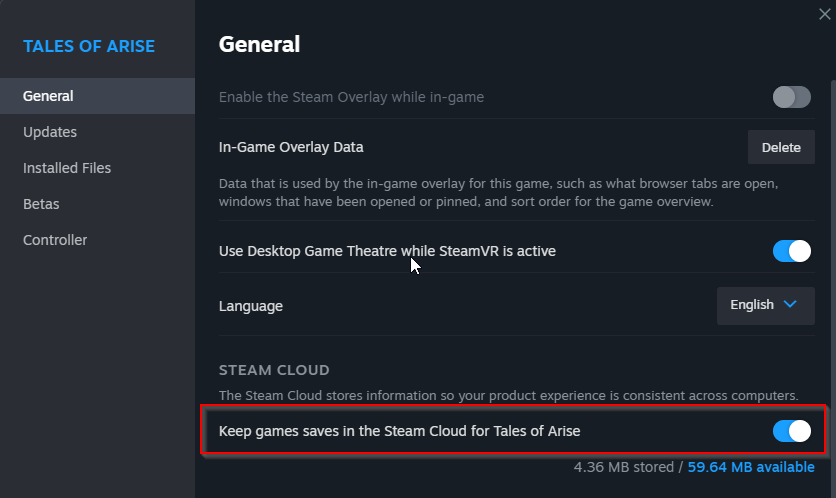 TALES OF ARISE
General
Updates
Installed Files
Betas
Controller
General
Enable the Steam Overlay while in-game
In-Game Overlay Data
Delete
Data that is used by the in-game overlay for this game, such as what browser tabs are open,
windows that have been opened or pinned, and sort order for the game overview.
Use Desktop Game Theatre while SteamVR is active
Language
English
STEAM CLOUD
The Steam Cloud stores information so your product experience is consistent across computers.
Keep games saves in the Steam Cloud for Tales of Arise
4.36 MB stored / 59.64 MB available